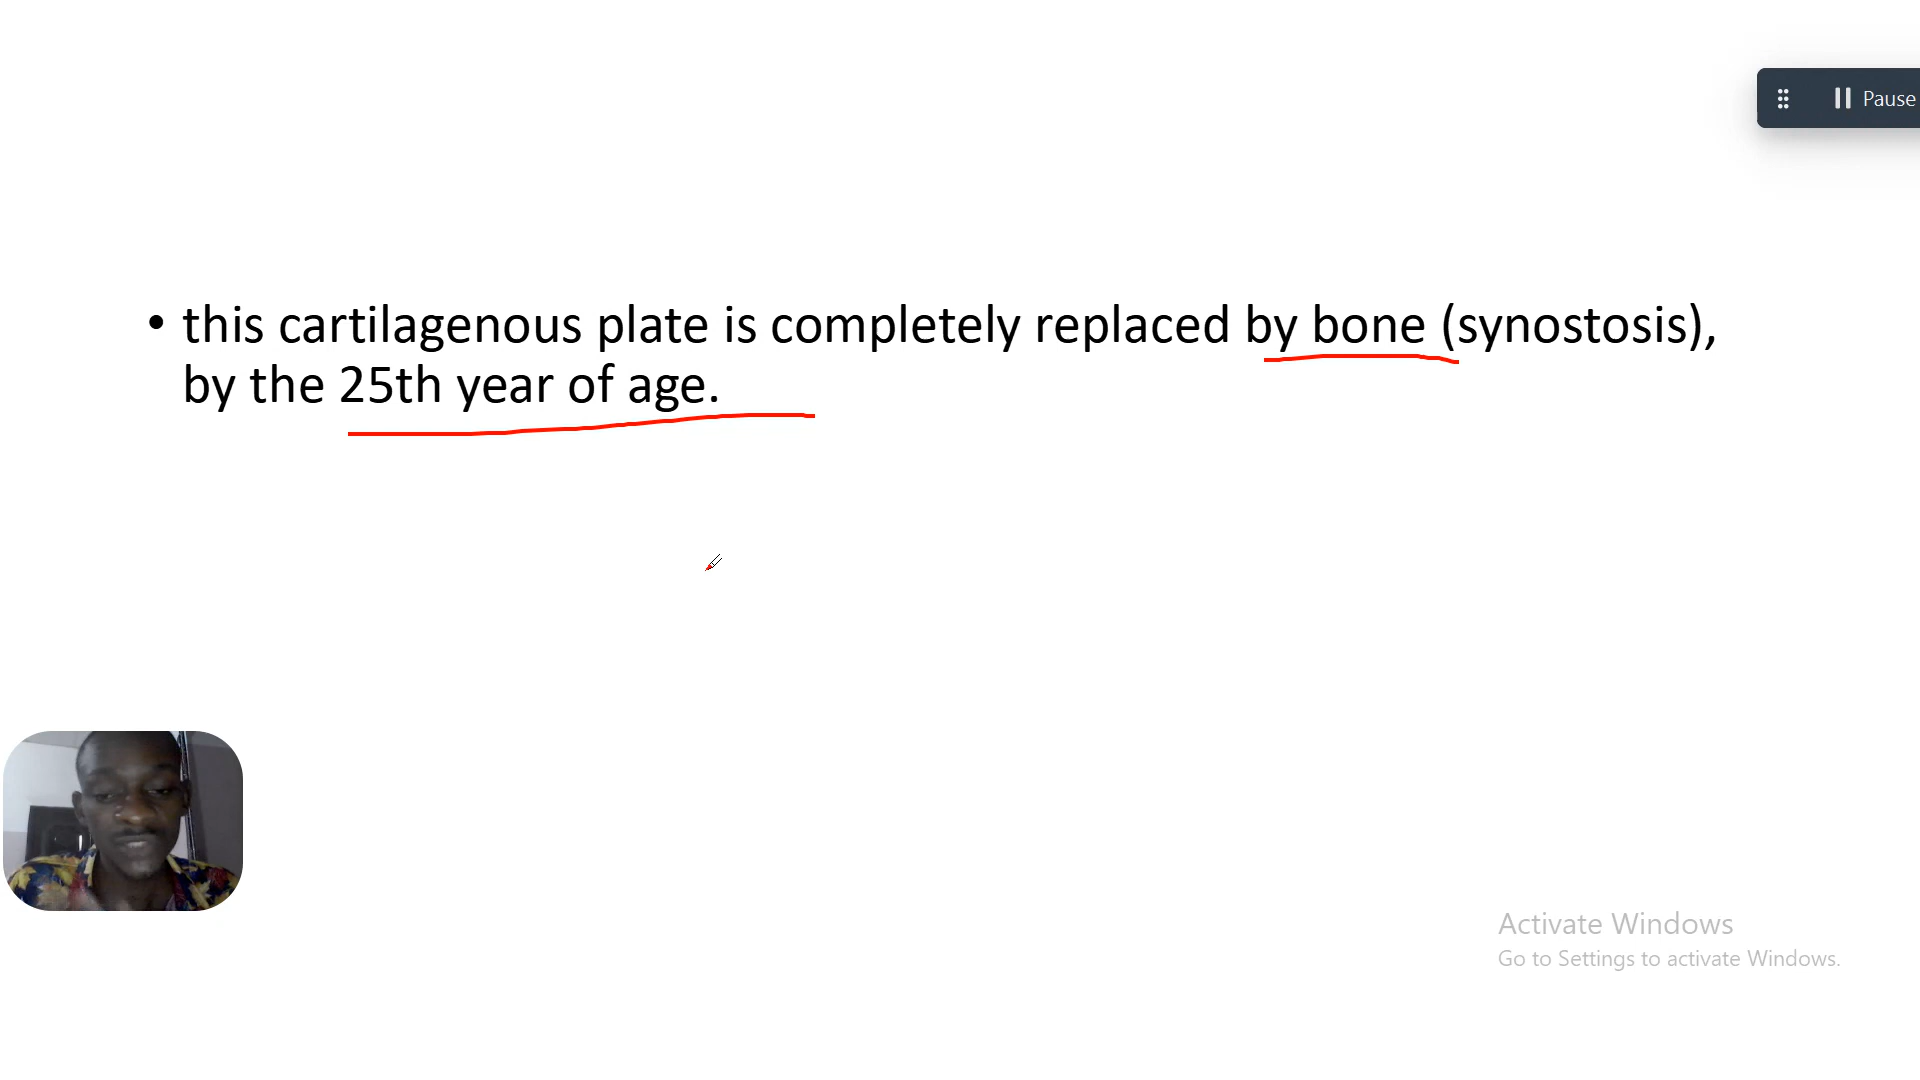 Pause
• this cartilagenous plate is completely replaced by bone (synostosis),
by the 25th year of age.
Activate Windows
Go to Settings to activate Windows.